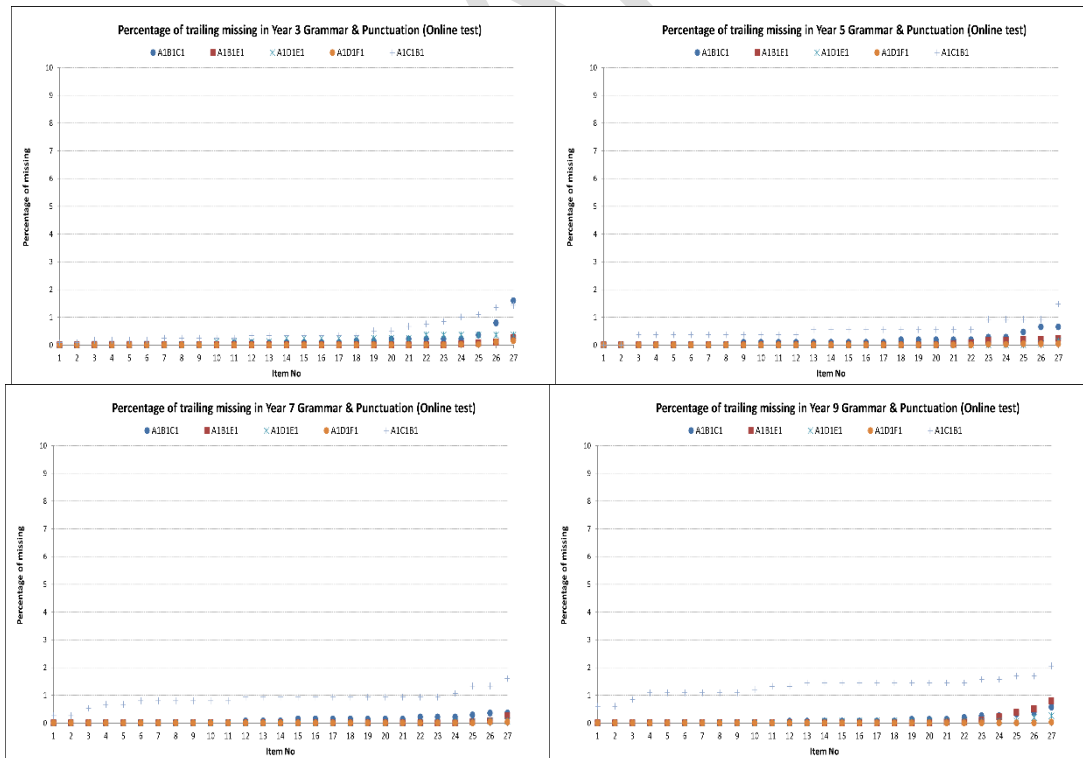 Percentage of trailing missing in Year 3 Grammar & Punctuation (Online test)
A1B1C1 A1B1E1 A1D1E1 A1D1F1 A1C1B1
10
9
8
7
6
5
4
3
2
1
0
Percentage of missing
1 2 3 4 5 6 7 8 9 10 11 12 13 14 15 16 17 18 19 20 21 22 23 24 25 26 27
Item No
Percentage of trailing missing in Year 5 Grammar & Punctuation (Online test)
A1B1C1 A1B1E1 A1D1E1 A1D1F1 A1C1B1
10
9
8
7
6
5
4
3
2
1
0
Percentage of missing
1 2 3 4 5 6 7 8 9 10 11 12 13 14 15 16 17 18 19 20 21 22 23 24 25 26 27
Item No
Percentage of trailing missing in Year 7 Grammar & Punctuation (Online test)
A1B1C1 A1B1E1 A1D1E1 A1D1F1 A1C1B1
10
9
8
7
6
5
4
3
2
1
0
Percentage of missing
1 2 3 4 5 6 7 8 9 10 11 12 13 14 15 16 17 18 19 20 21 22 23 24 25 26 27
Item No
Percentage of trailing missing in Year 9 Grammar & Punctuation (Online test)
A1B1C1 A1B1E1 A1D1E1 A1D1F1 A1C1B1
10
9
8
7
6
5
4
3
2
1
0
Percentage of missing
1 2 3 4 5 6 7 8 9 10 11 12 13 14 15 16 17 18 19 20 21 22 23 24 25 26 27
Item No